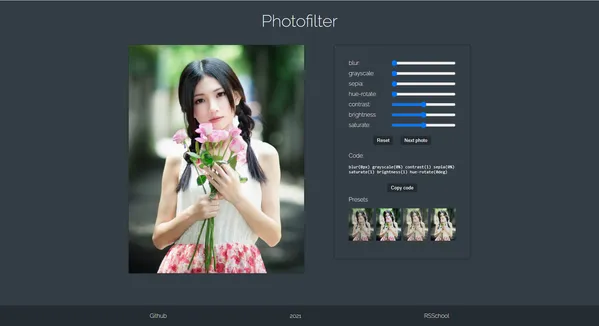 Photofilter
blur
grayscale
sepia
hue-rotate
contrast
brightness
saturate
Reset Next photo
Code:
blur(0px) grayscale(0%) contrast(1) sepia(0%)
saturate(1) brightness(1) hue-rotate(0deg)
Copy code
Presets
Github 2021 RSSchool